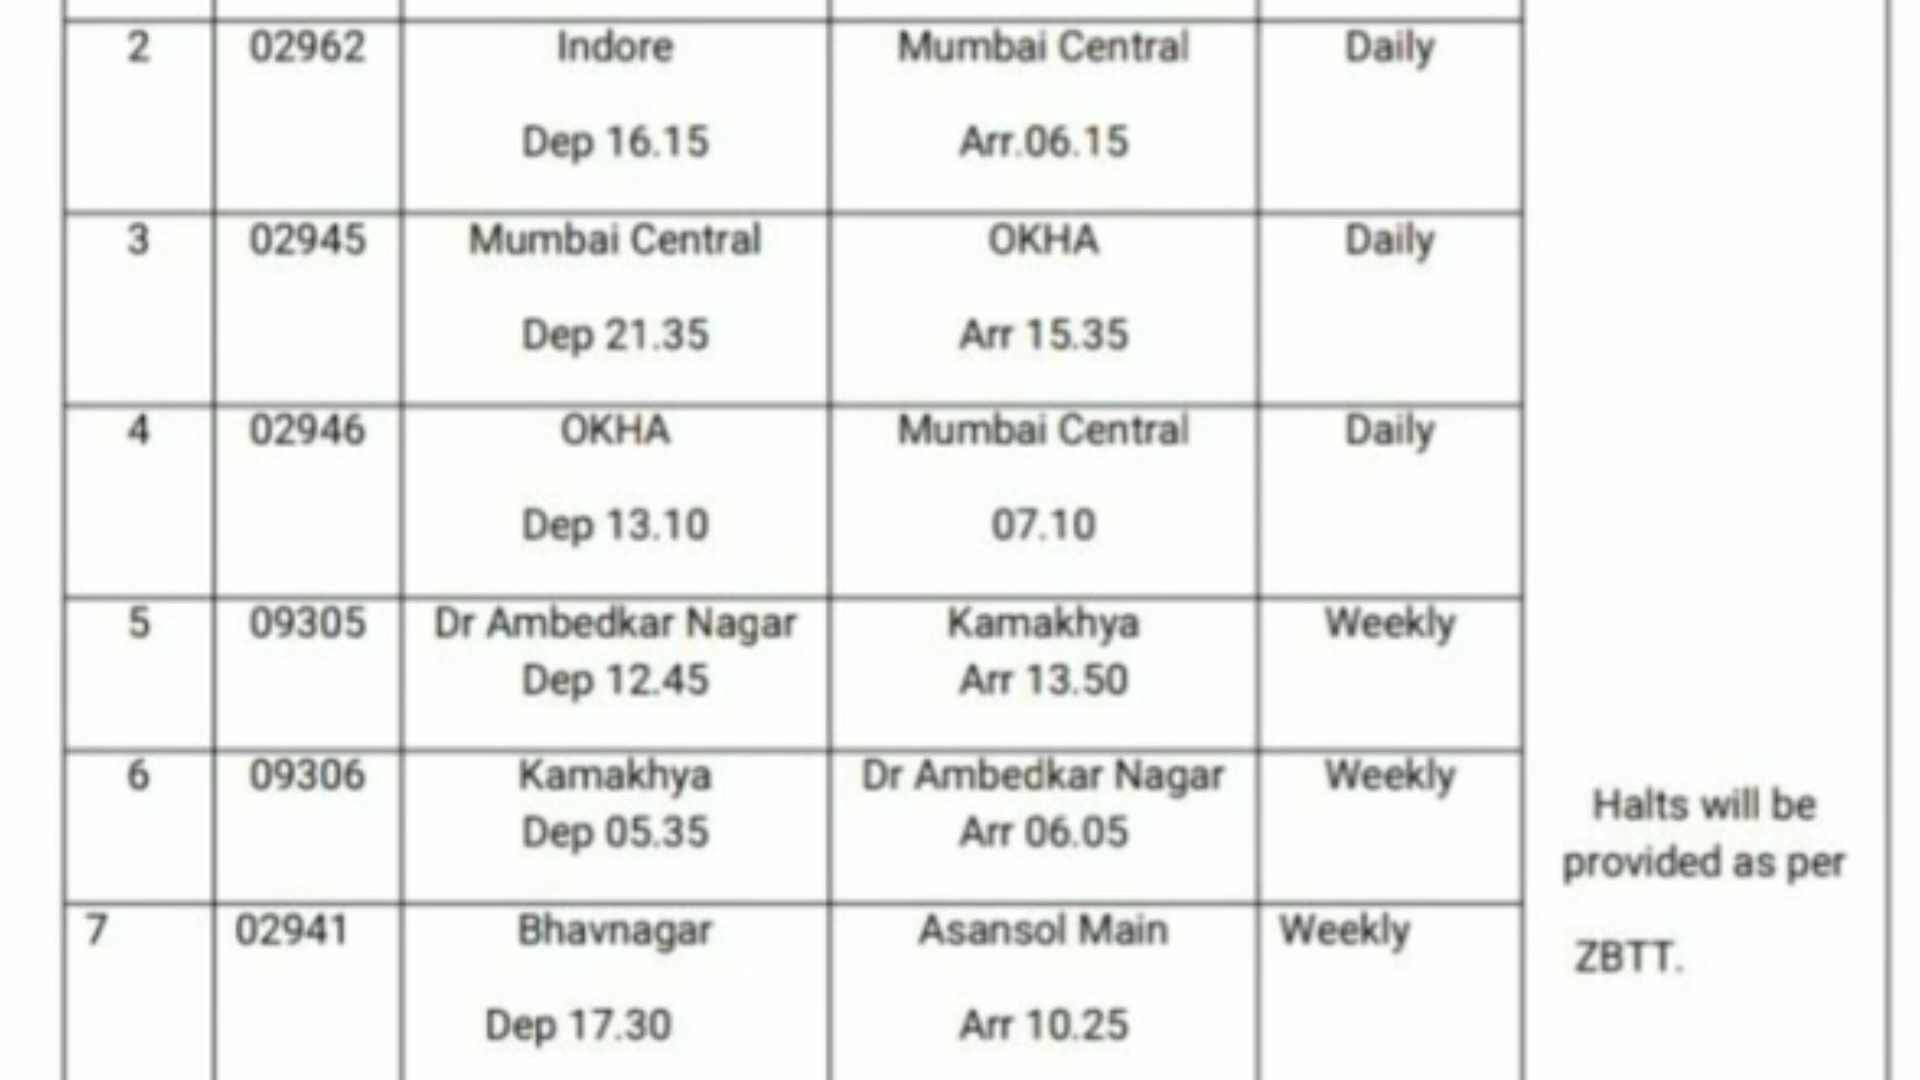 2 02962 Indore Mumbai Central Daily
Dep 16.15 Arr.06.15
3 02945 Mumbai Central OKHA Daily
Dep 21.35 Arr 15.35
4 02946 OKHA Mumbai Central Daily
Dep 13.10 07.10
5 09305 Dr Ambedkar Nagar Kamakhya Weekly
Dep 12.45 Arr 13.50
6 09306 Kamakhya Dr Ambedkar Nagar Weekly
Dep 05.35 Arr 06.05
7 02941 Bhavnagar Asansol Main Weekly
Dep 17.30 Arr 10.25
Halts will be
provided as per
ZBTT.